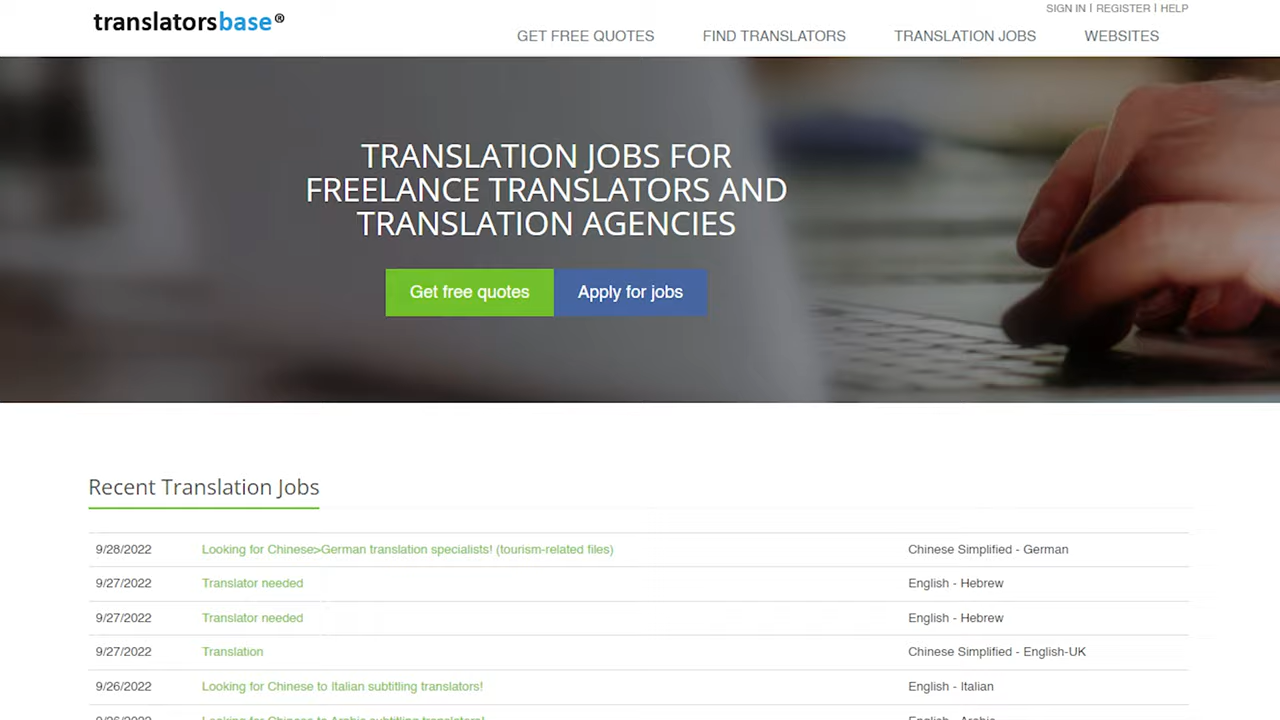 translatorsbase®
SIGN IN | REGISTER | HELP
GET FREE QUOTES FIND TRANSLATORS TRANSLATION JOBS WEBSITES
TRANSLATION JOBS FOR
FREELANCE TRANSLATORS AND
TRANSLATION AGENCIES
Get free quotes Apply for jobs
Recent Translation Jobs
9/28/2022 Looking for Chinese>German translation specialists! (tourism-related files) Chinese Simplified - German
9/27/2022 Translator needed English - Hebrew
9/27/2022 Translator needed English - Hebrew
9/27/2022 Translation Chinese Simplified - English-UK
9/26/2022 Looking for Chinese to Italian subtitling translators! English - Italian